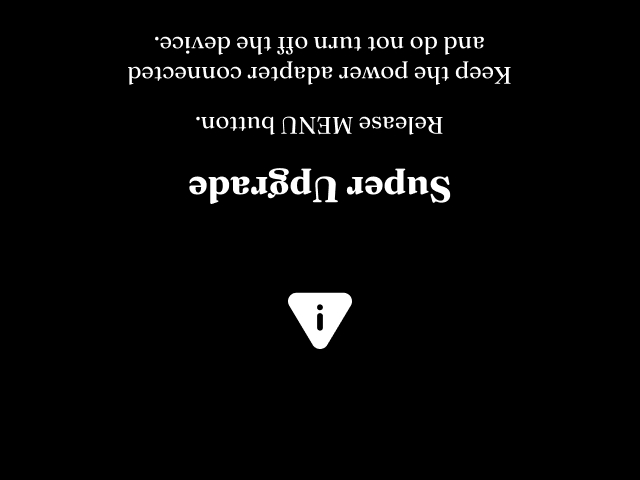 Super Upgrade
Release MENU button.
Keep the power adapter connected
and do not turn off the device.